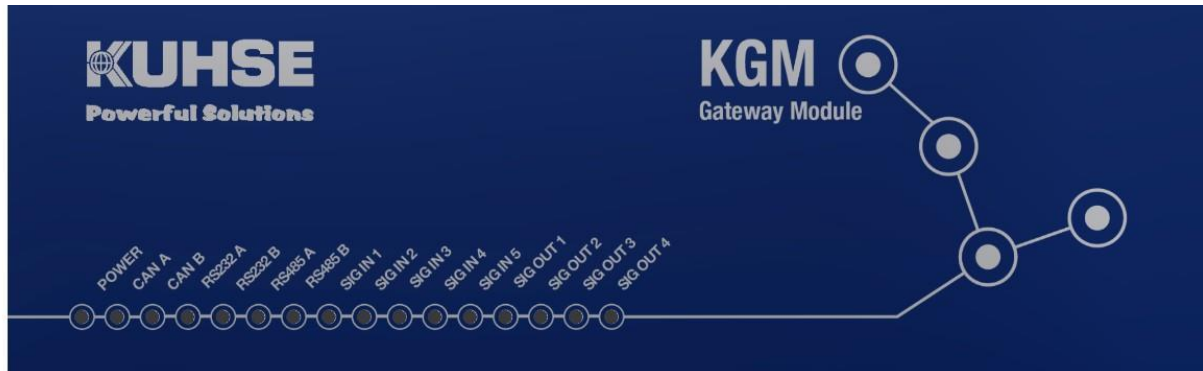 KUHSE
Powerful Solutions
KGM
Gateway Module
POWER
CAN A
CAN B
RS232 A
RS232 B
RS485 A
RS485 B
SIG IN 1
SIG IN 2
SIG IN 3
SIG IN 4
SIG IN 5
SIG OUT 1
SIG OUT 2
SIG OUT 3
SIG OUT 4